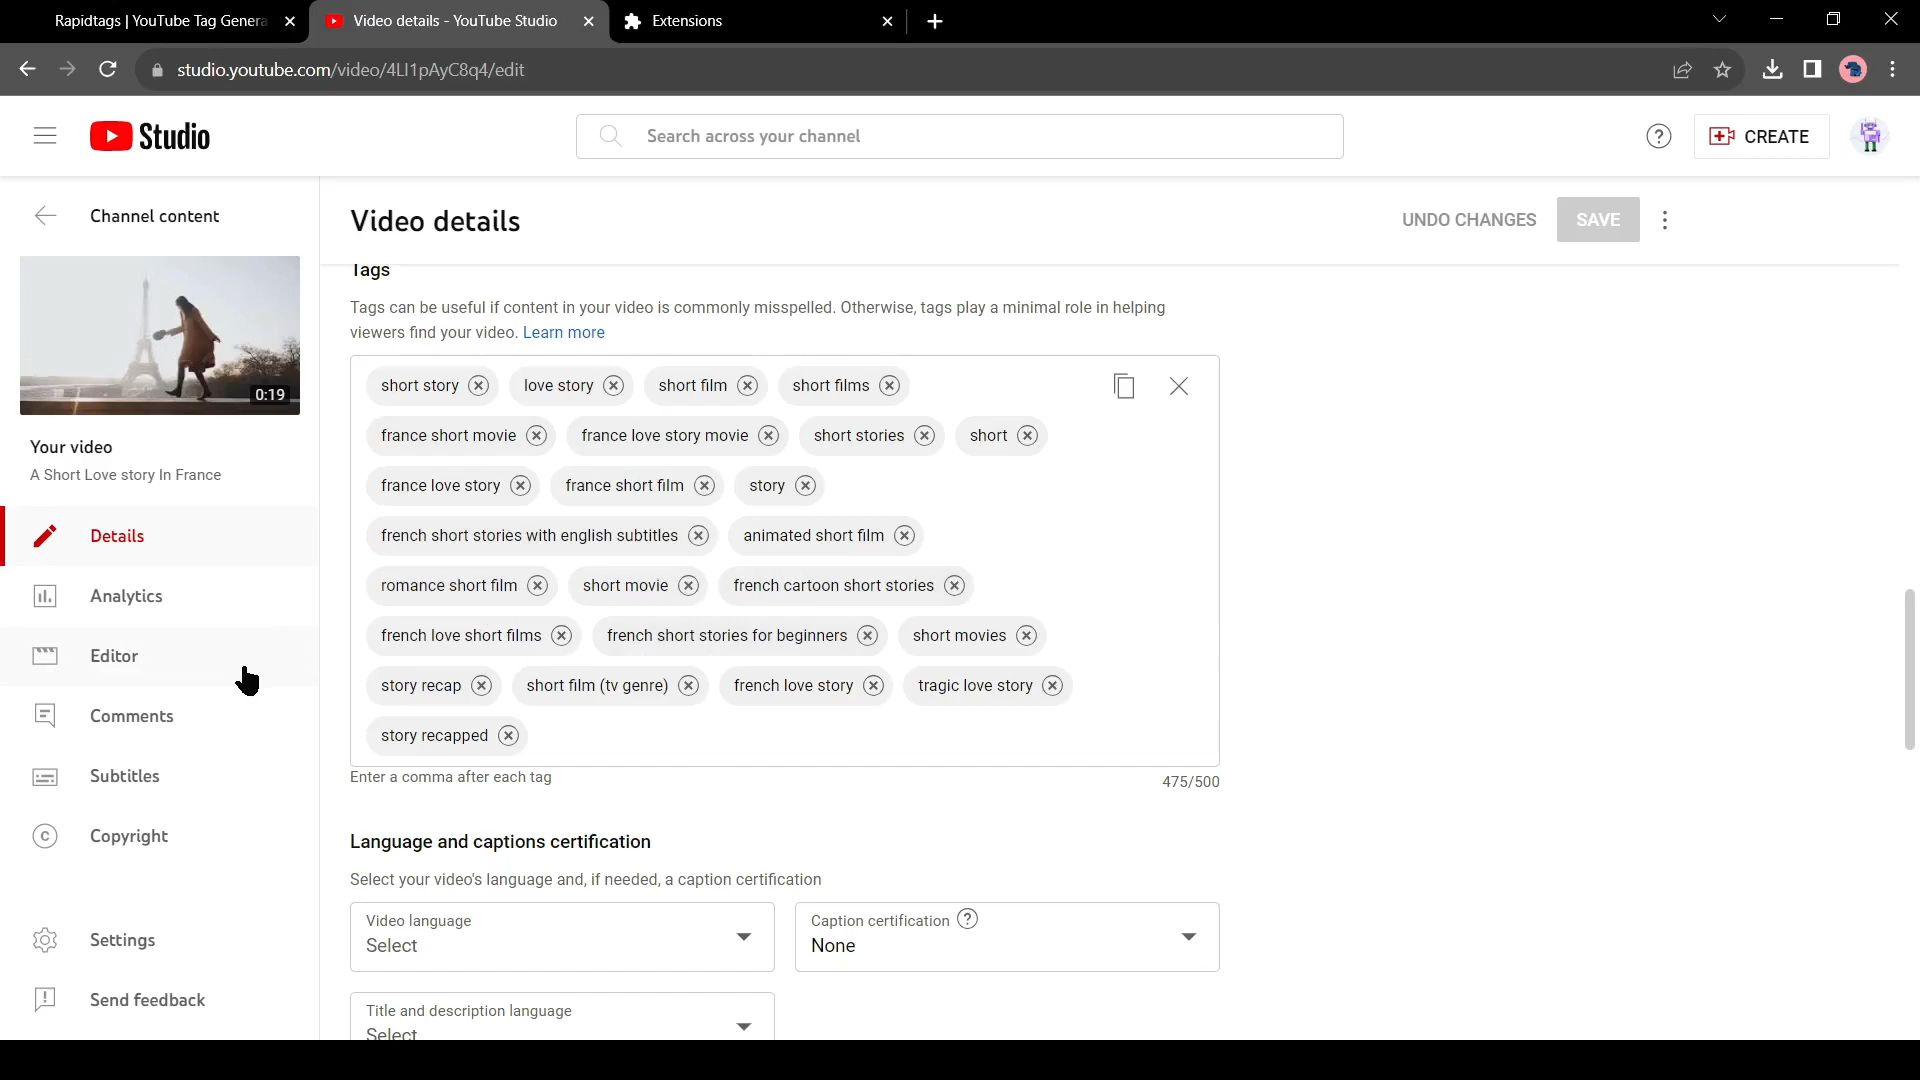 Rapidtags | YouTube Tag Genera
Video details - YouTube Studio
Extensions
studio.youtube.com/video/4LI1pAyC8q4/edit
Studio
Search across your channel
CREATE
Channel content
Video details
UNDO CHANGES
SAVE
0:19
Your video
A Short Love story In France
Details
Analytics
Editor
Comments
Subtitles
Copyright
Settings
Send feedback
Tags
Tags can be useful if content in your video is commonly misspelled. Otherwise, tags play a minimal role in helping
viewers find your video. Learn more
short story love story short film short films
france short movie france love story movie short stories short
france love story france short film story
french short stories with english subtitles animated short film
romance short film short movie french cartoon short stories
french love short films french short stories for beginners short movies
story recap short film (tv genre) french love story tragic love story
story recapped
Enter a comma after each tag
475/500
Language and captions certification
Select your video's language and, if needed, a caption certification
Video language
Select
Caption certification
None
Title and description language
Select